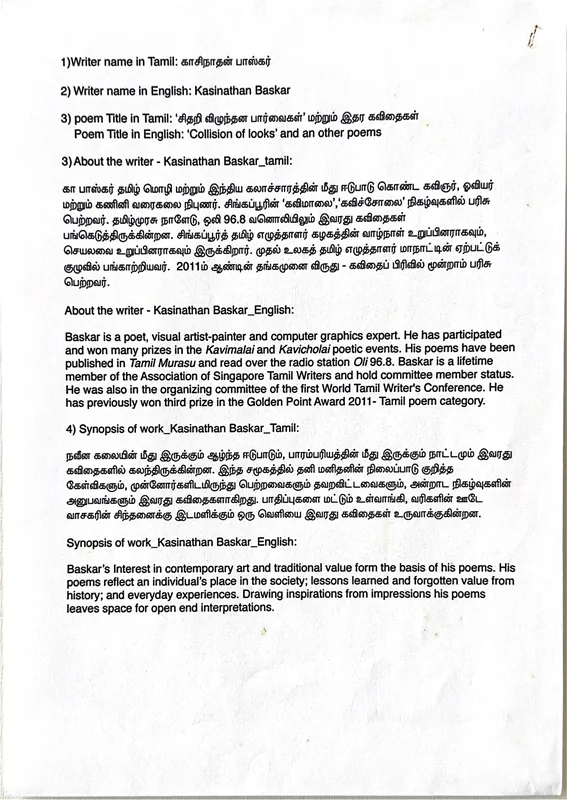 1)Writer name in Tamil: காசிநாதன் பாஸ்கர்
2) Writer name in English: Kasinathan Baskar
3) poem Title in Tamil: ‘சிதறி விழுந்தன பார்வைகள்’ மற்றும் இதர கவிதைகள்
Poem Title in English: ‘Collision of looks’ and an other poems
3)About the writer - Kasinathan Baskar_tamil:
கா பாஸ்கர் தமிழ் மொழி மற்றும் இந்திய கலாச்சாரத்தின் மீது ஈடுபாடு கொண்ட கவிஞர், ஓவியர்
மற்றும் கணினி வரைகலை நிபுணர். சிங்கப்பூரின் ‘கவிமாலை’,‘கவிச்சோலை’ நிகழ்வுகளில் பரிசு
பெற்றவர். தமிழ்முரசு நாளேடு, ஒலி 96.8 வனொலியிலும் இவரது கவிதைகள்
பங்கெடுத்திருக்கின்றன. சிங்கப்பூர்த் தமிழ் எழுத்தாளர் கழகத்தின் வாழ்நாள் உறுப்பினராகவும்,
செயலவை உறுப்பினராகவும் இருக்கிறார். முதல் உலகத் தமிழ் எழுத்தாளர் மாநாட்டின் ஏற்பட்டுக்
குழுவில் பங்காற்றியவர். 2011ம் ஆண்டின் தங்கமுனை விருது - கவிதைப் பிரிவில் மூன்றாம் பரிசு
பெற்றவர்.
About the writer - Kasinathan Baskar_English:
Baskar is a poet, visual artist-painter and computer graphics expert. He has participated
and won many prizes in the Kavimalai and Kavicholai poetic events. His poems have been
published in Tamil Murasu and read over the radio station Oli 96.8. Baskar is a lifetime
member of the Association of Singapore Tamil Writers and hold committee member status.
He was also in the organizing committee of the first World Tamil Writer's Conference. He
has previously won third prize in the Golden Point Award 2011- Tamil poem category.
4) Synopsis of work_Kasinathan Baskar_Tamil:
நவீன கலையின் மீது இருக்கும் ஆழ்ந்த ஈடுபாடும், பாரம்பரியத்தின் மீது இருக்கும் நாட்டமும் இவரது
கவிதைகளில் கலந்திருக்கின்றன. இந்த சமூகத்தில் தனி மனிதனின் நிலைப்பாடு குறித்த
கேள்விகளும், முன்னோர்களிடமிருந்து பெற்றவைகளும் தவறவிட்டவைகளும், அன்றாட நிகழ்வுகளின்
அனுபவங்களும் இவரது கவிதைகளாகிறது. பாதிப்புகளை மட்டும் உள்வாங்கி, வரிகளின் ஊடே
வாசகரின் சிந்தனைக்கு இடமளிக்கும் ஒரு வெளியை இவரது கவிதைகள் உருவாக்குகின்றன.
Synopsis of work_Kasinathan Baskar_English:
Baskar’s Interest in contemporary art and traditional value form the basis of his poems. His
poems reflect an individual’s place in the society; lessons learned and forgotten value from
history; and everyday experiences. Drawing inspirations from impressions his poems
leaves space for open end interpretations.